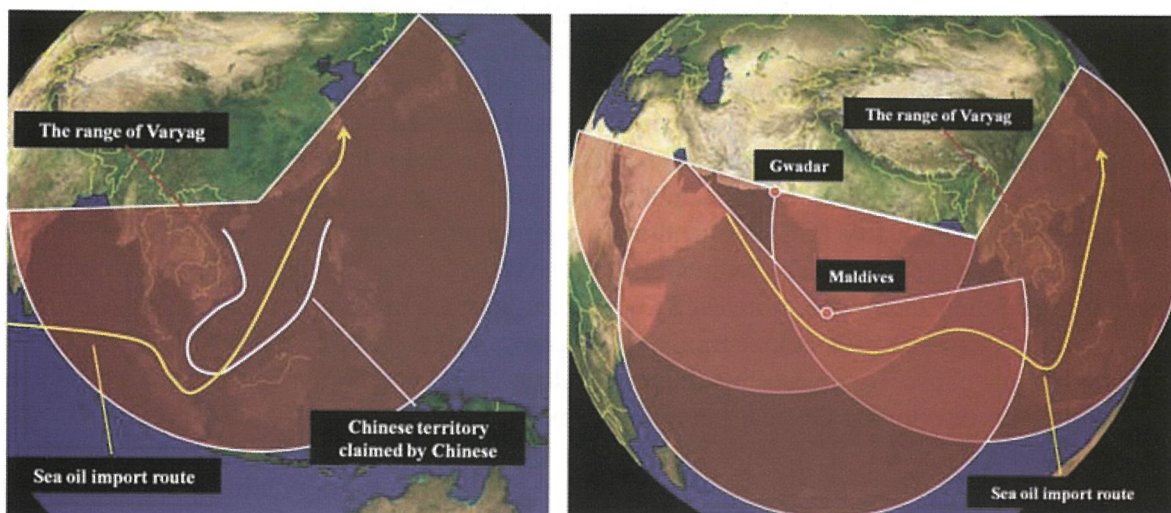 The range of Varyag
Chinese territory
claimed by Chinese
Sea oil import route
The range of Varyag
Gwadar
Maldives
Sea oil import route